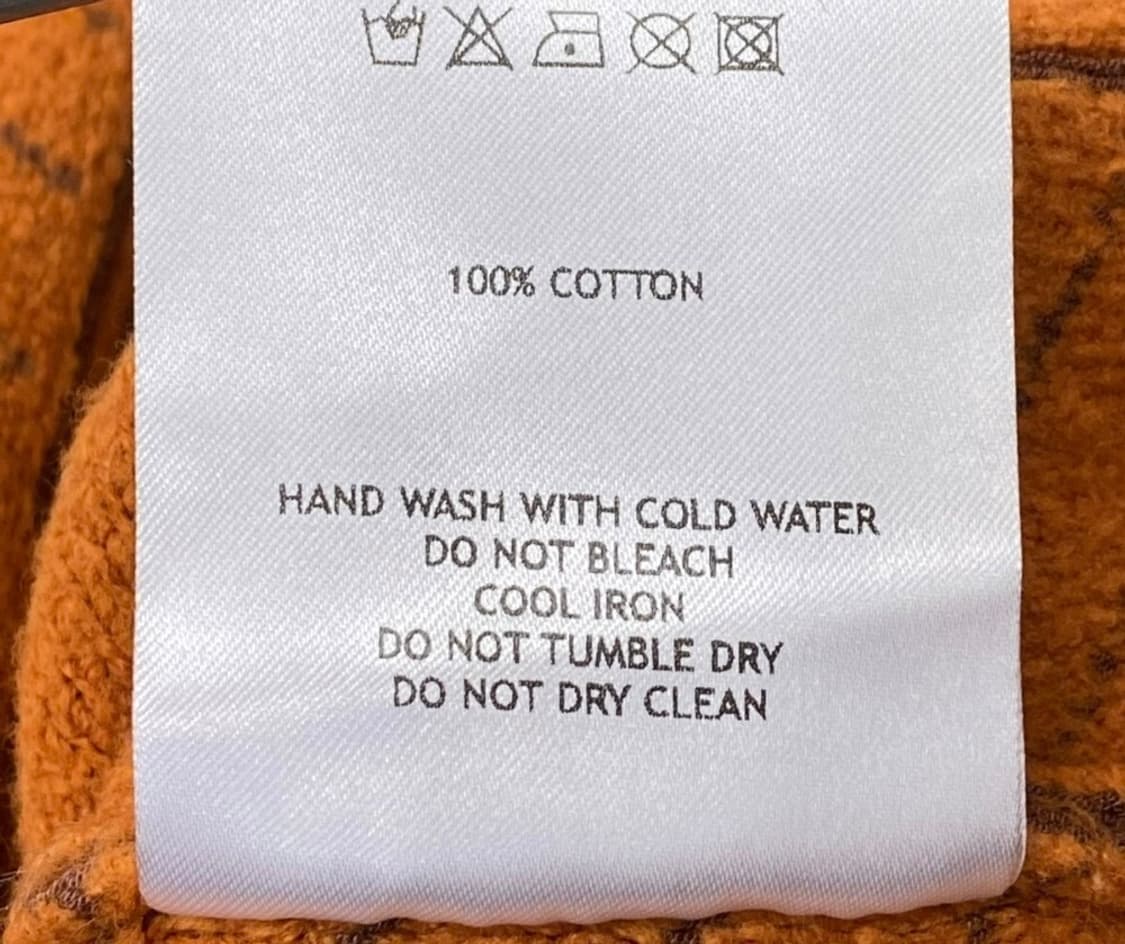 100% COTTON
HAND WASH WITH COLD WATER
DO NOT BLEACH
COOL IRON
DO NOT TUMBLE DRY
DO NOT DRY CLEAN